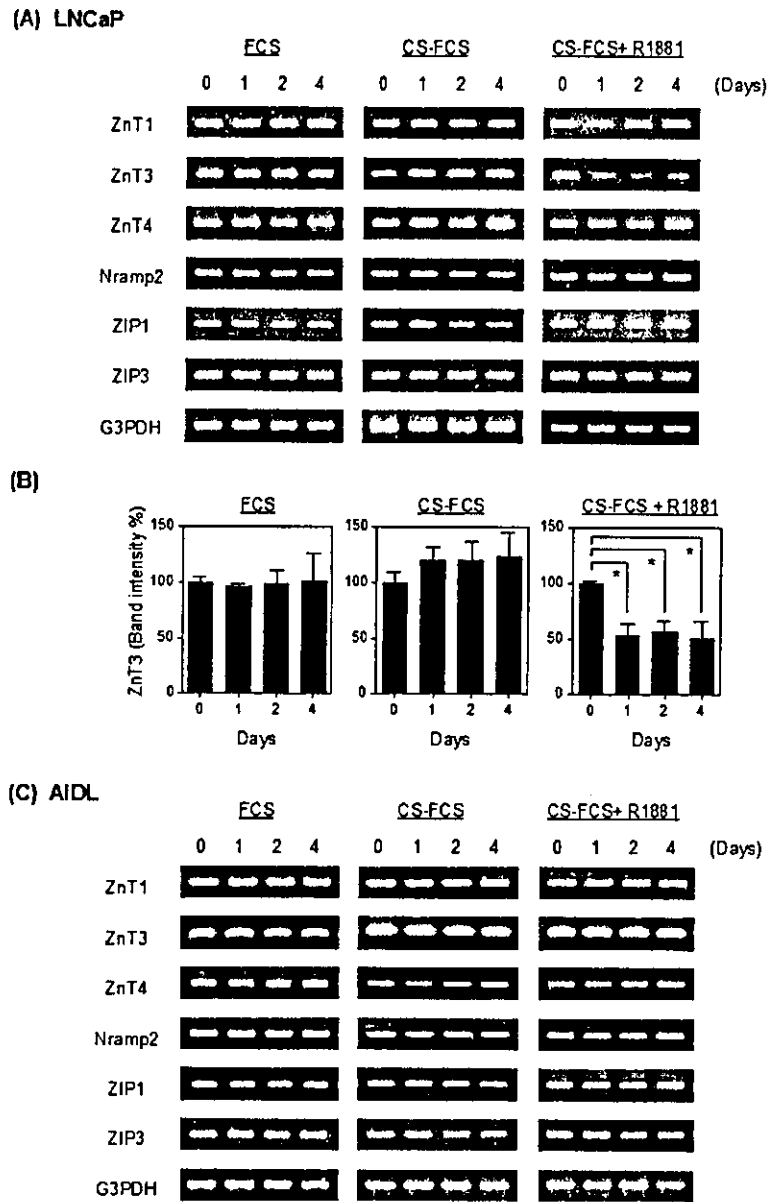 (A) LNCaP
FCS CS-FCS CS-FCS+ R1881
0 1 2 4 0 1 2 4 0 1 2 4 (Days)
ZnT1
ZnT3
ZnT4
Nramp2
ZIP1
ZIP3
G3PDH
(B)
FCS CS-FCS CS-FCS + R1881
ZnT3 (Band intensity %)
150 150 150
100 100 100
50 50 50
0 0 0
* * *
0 1 2 4 0 1 2 4 0 1 2 4
Days Days Days
(C) AIDL
FCS CS-FCS CS-FCS+ R1881
0 1 2 4 0 1 2 4 0 1 2 4 (Days)
ZnT1
ZnT3
ZnT4
Nramp2
ZIP1
ZIP3
G3PDH